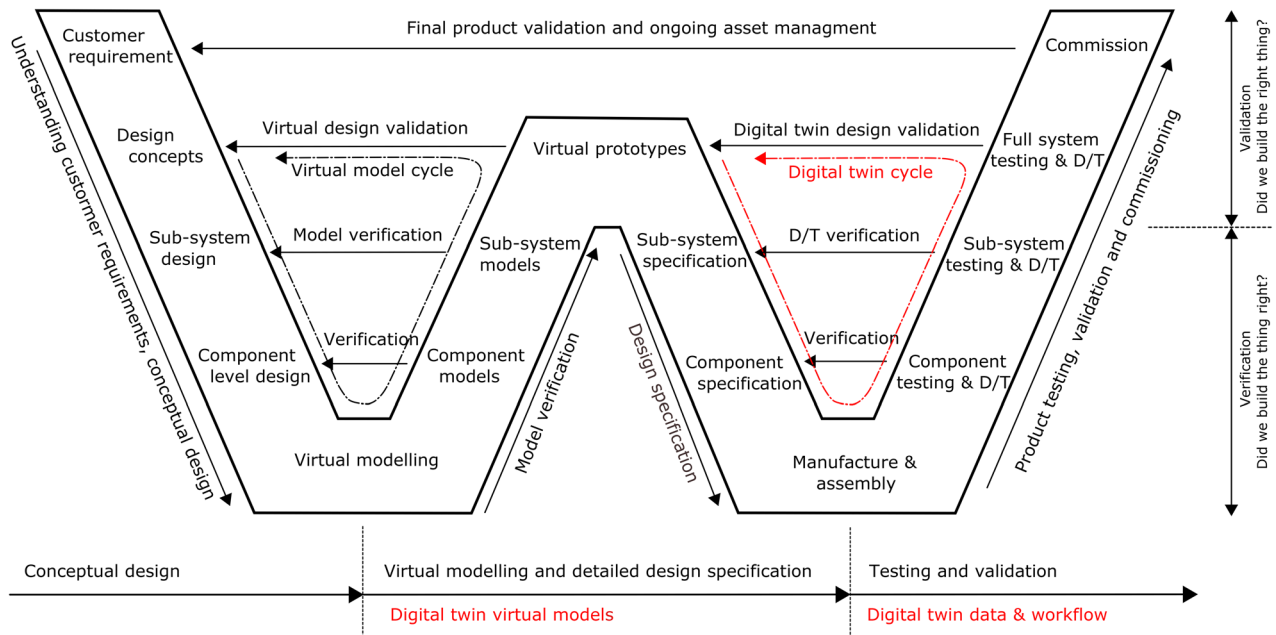 Final product validation and ongoing asset managment
Customer
requirement
Commission
Understanding custormer requirements, conceptual design
Design
concepts
Virtual design validation
Virtual prototypes
Digital twin design validation
Full system
testing & D/T
Virtual model cycle
Digital twin cycle
Sub-system
design
Model verification
Sub-system
models
Sub-system
specification
D/T verification
Sub-system
testing & D/T
Component
level design
Verification
Component
models
Component
specification
Verification
Component
testing & D/T
Virtual modelling
Model verification
Design specification
Manufacture &
assembly
Product testing, validation and commissioning
Validation
Did we build the right thing?
Verification
Did we build the thing right?
Conceptual design
Virtual modelling and detailed design specification
Testing and validation
Digital twin virtual models
Digital twin data & workflow